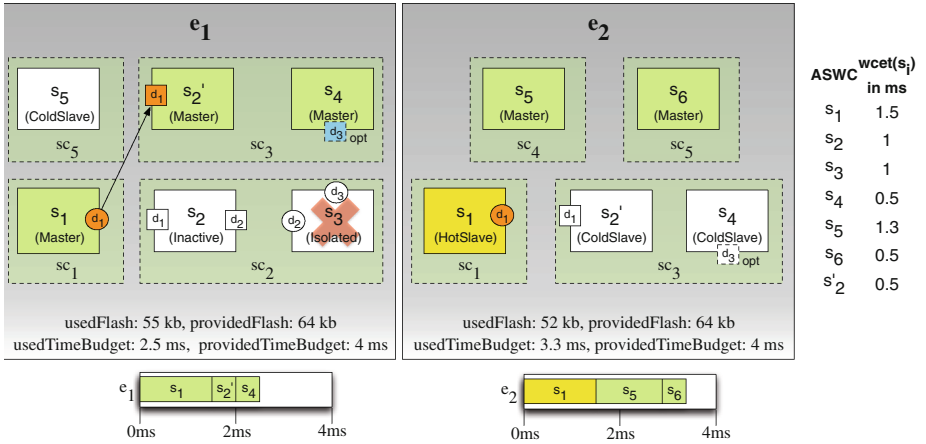 e1
s5
(ColdSlave)
sc5
d1
s2'
(Master)
s4
(Master)
d3 opt
sc3
s1
(Master)
d1
sc1
d1
s2
(Inactive)
d2
d2
d3
s3
(Isolated)
sc2
usedFlash: 55 kb, providedFlash: 64 kb
usedTimeBudget: 2.5 ms, providedTimeBudget: 4 ms
e2
s5
(Master)
sc4
s6
(Master)
sc5
s1
(HotSlave)
d1
sc1
d1
s2'
(ColdSlave)
s4
(ColdSlave)
d3 opt
sc3
usedFlash: 52 kb, providedFlash: 64 kb
usedTimeBudget: 3.3 ms, providedTimeBudget: 4 ms
ASWC wcet(si)
in ms
s1 1.5
s2 1
s3 1
s4 0.5
s5 1.3
s6 0.5
s'2 0.5
e1 s1 s2' s4
0ms 2ms 4ms
e2 s1 s5 s6
0ms 2ms 4ms